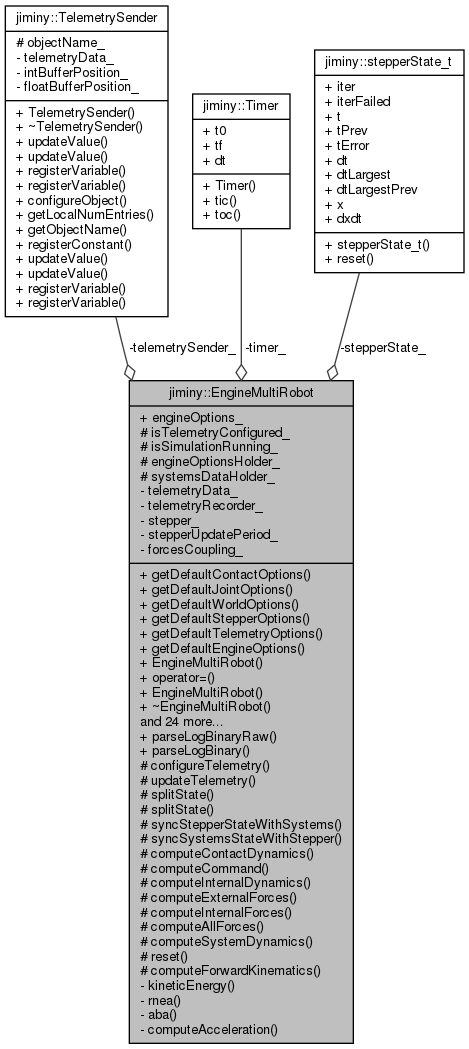 jiminy::TelemetrySender
# objectName_
- telemetryData_
- intBufferPosition_
- floatBufferPosition_
+ TelemetrySender()
+ ~TelemetrySender()
+ updateValue()
+ updateValue()
+ registerVariable()
+ registerVariable()
+ configureObject()
+ getLocalNumEntries()
+ getObjectName()
+ registerConstant()
+ updateValue()
+ updateValue()
+ registerVariable()
+ registerVariable()
jiminy::Timer
+ t0
+ tf
+ dt
+ Timer()
+ tic()
+ toc()
jiminy::stepperState_t
+ iter
+ iterFailed
+ t
+ tPrev
+ tError
+ dt
+ dtLargest
+ dtLargestPrev
+ x
+ dxdt
+ stepperState_t()
+ reset()
-telemetrySender_
-timer_
-stepperState_
jiminy::EngineMultiRobot
+ engineOptions_
# isTelemetryConfigured_
# isSimulationRunning_
# engineOptionsHolder_
# systemsDataHolder_
- telemetryData_
- telemetryRecorder_
- stepper_
- stepperUpdatePeriod_
- forcesCoupling_
+ getDefaultContactOptions()
+ getDefaultJointOptions()
+ getDefaultWorldOptions()
+ getDefaultStepperOptions()
+ getDefaultTelemetryOptions()
+ getDefaultEngineOptions()
+ EngineMultiRobot()
+ operator=()
+ EngineMultiRobot()
+ ~EngineMultiRobot()
and 24 more...
+ parseLogBinaryRaw()
+ parseLogBinary()
# configureTelemetry()
# updateTelemetry()
# splitState()
# splitState()
# syncStepperStateWithSystems()
# syncSystemsStateWithStepper()
# computeContactDynamics()
# computeCommand()
# computeInternalDynamics()
# computeExternalForces()
# computeInternalForces()
# computeAllForces()
# computeSystemDynamics()
# reset()
# computeForwardKinematics()
- kineticEnergy()
- rnea()
- aba()
- computeAcceleration()